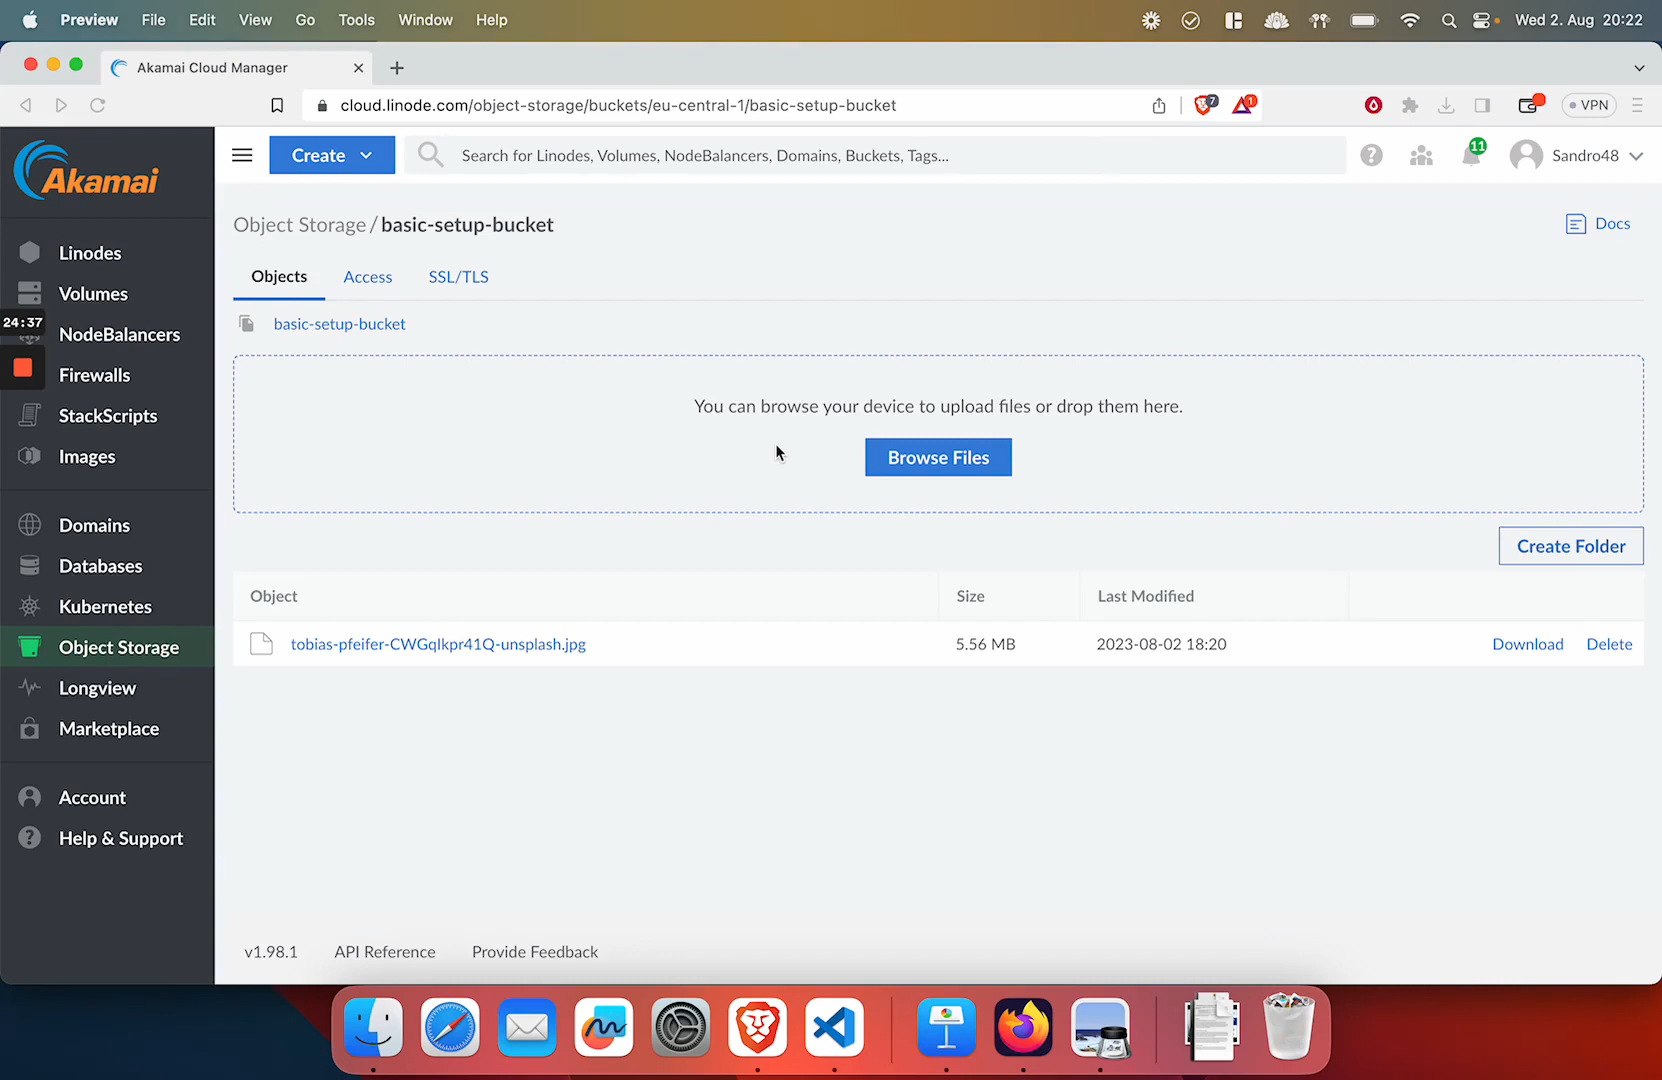 Preview File Edit View Go Tools Window Help
Wed 2. Aug 20:22
Akamai Cloud Manager
cloud.linode.com/object-storage/buckets/eu-central-1/basic-setup-bucket
7
1
VPN
Akamai
Create
Search for Linodes, Volumes, NodeBalancers, Domains, Buckets, Tags...
11
Sandro48
Linodes
Volumes
24:37
NodeBalancers
Firewalls
StackScripts
Images
Domains
Databases
Kubernetes
Object Storage
Longview
Marketplace
Account
Help & Support
Object Storage / basic-setup-bucket
Docs
Objects Access SSL/TLS
basic-setup-bucket
You can browse your device to upload files or drop them here.
Browse Files
Create Folder
Object Size Last Modified
tobias-pfeifer-CWGqlkpr41Q-unsplash.jpg 5.56 MB 2023-08-02 18:20 Download Delete
v1.98.1 API Reference Provide Feedback